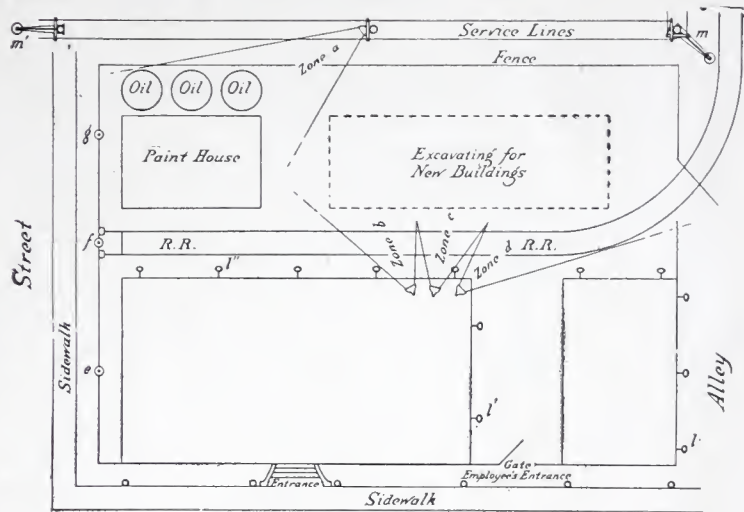 m'
Service Lines
m
Zone a
Fence
Oil
Oil
Oil
g
Paint House
Excavating for
New Buildings
Street
f
R.R.
Zone b
Zone c
Zone d
R.R.
l''
Sidewalk
e
l'
Alley
l
Gate
Employee's Entrance
Entrance
Sidewalk